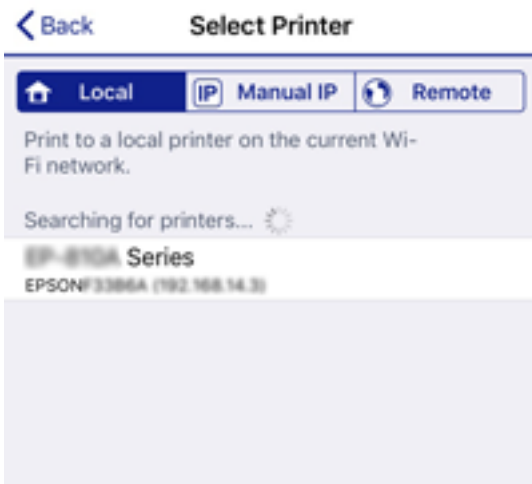 Back
Select Printer
Local
IP Manual IP
Remote
Print to a local printer on the current Wi-
Fi network.
Searching for printers...
Series
EPSON